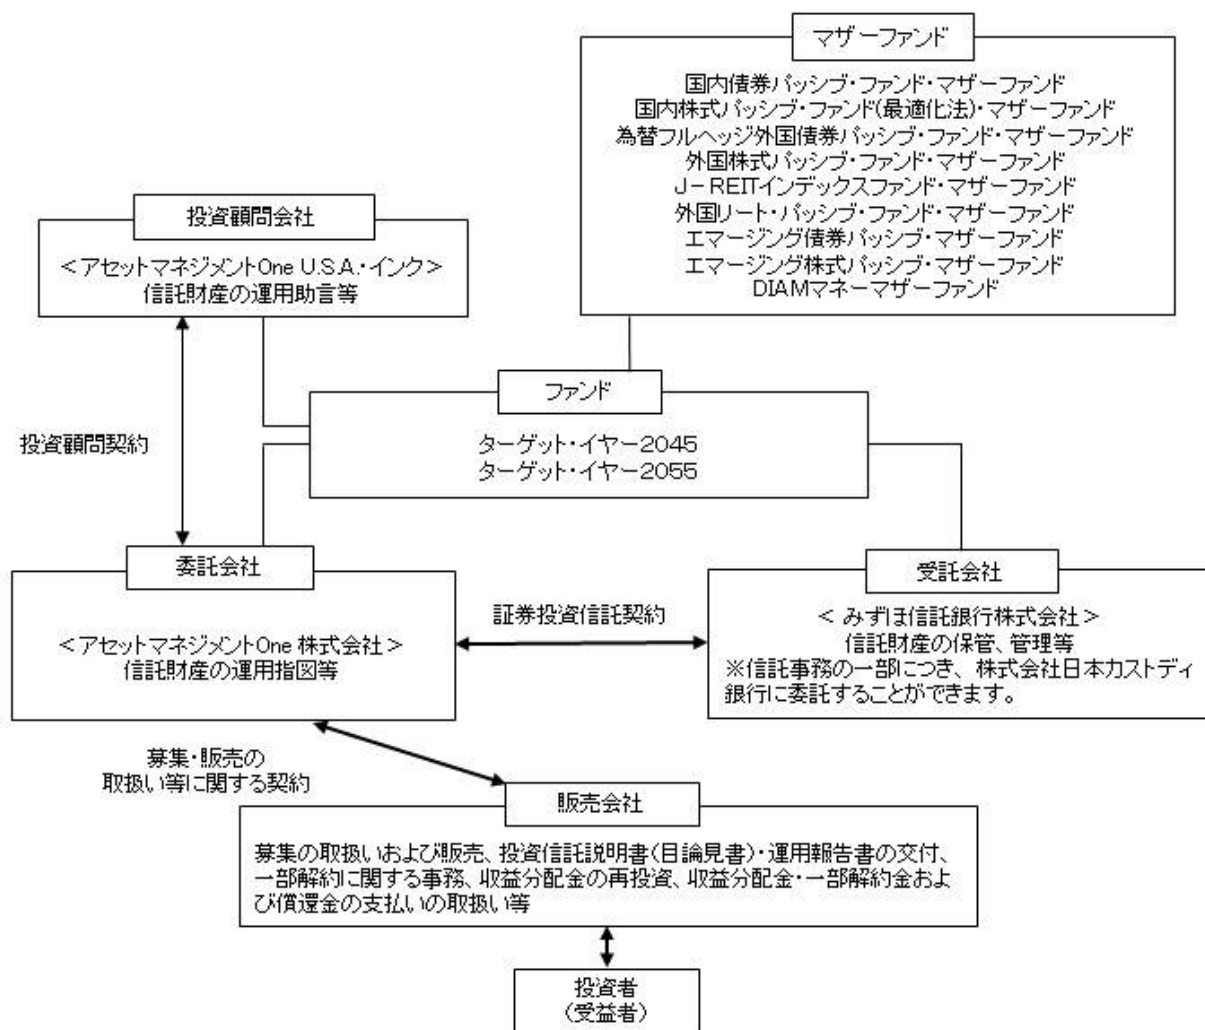 マザーファンド
国内債券パッシブ・ファンド・マザーファンド
国内株式パッシブ・ファンド(最適化法)・マザーファンド
為替フルヘッジ外国債券パッシブ・ファンド・マザーファンド
外国株式パッシブ・ファンド・マザーファンド
J－REITインデックスファンド・マザーファンド
外国リート・パッシブ・ファンド・マザーファンド
エマージング債券パッシブ・マザーファンド
エマージング株式パッシブ・マザーファンド
DIAMマネーマザーファンド
投資顧問会社
＜アセットマネジメントOne U.S.A.・インク＞
信託財産の運用助言等
ファンド
ターゲット・イヤー2045
ターゲット・イヤー2055
投資顧問契約
委託会社
＜アセットマネジメントOne 株式会社＞
信託財産の運用指図等
証券投資信託契約
受託会社
＜ みずほ信託銀行株式会社＞
信託財産の保管、管理等
※信託事務の一部につき、株式会社日本カストディ
銀行に委託することができます。
募集・販売の
取扱い等に関する契約
販売会社
募集の取扱いおよび販売、投資信託説明書(目論見書)・運用報告書の交付、
一部解約に関する事務、収益分配金の再投資、収益分配金・一部解約金およ
び償還金の支払いの取扱い等
投資者
(受益者)